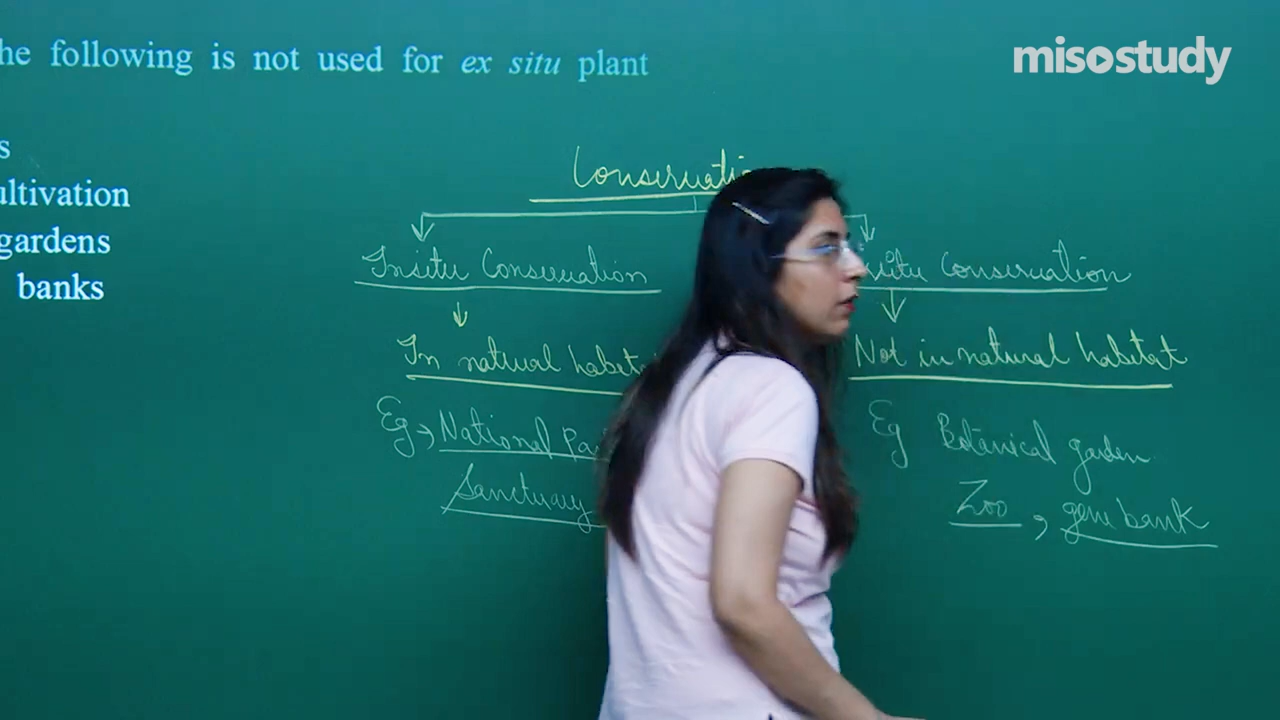 misostudy
he following is not used for ex situ plant
s
ultivation
gardens
banks
Conservati
Insitu Conservation
situ conservation
In natural habit
Not in natural habitat
Eg, National Pa
Sanctuary
Eg Botanical garden
Zoo, gene bank